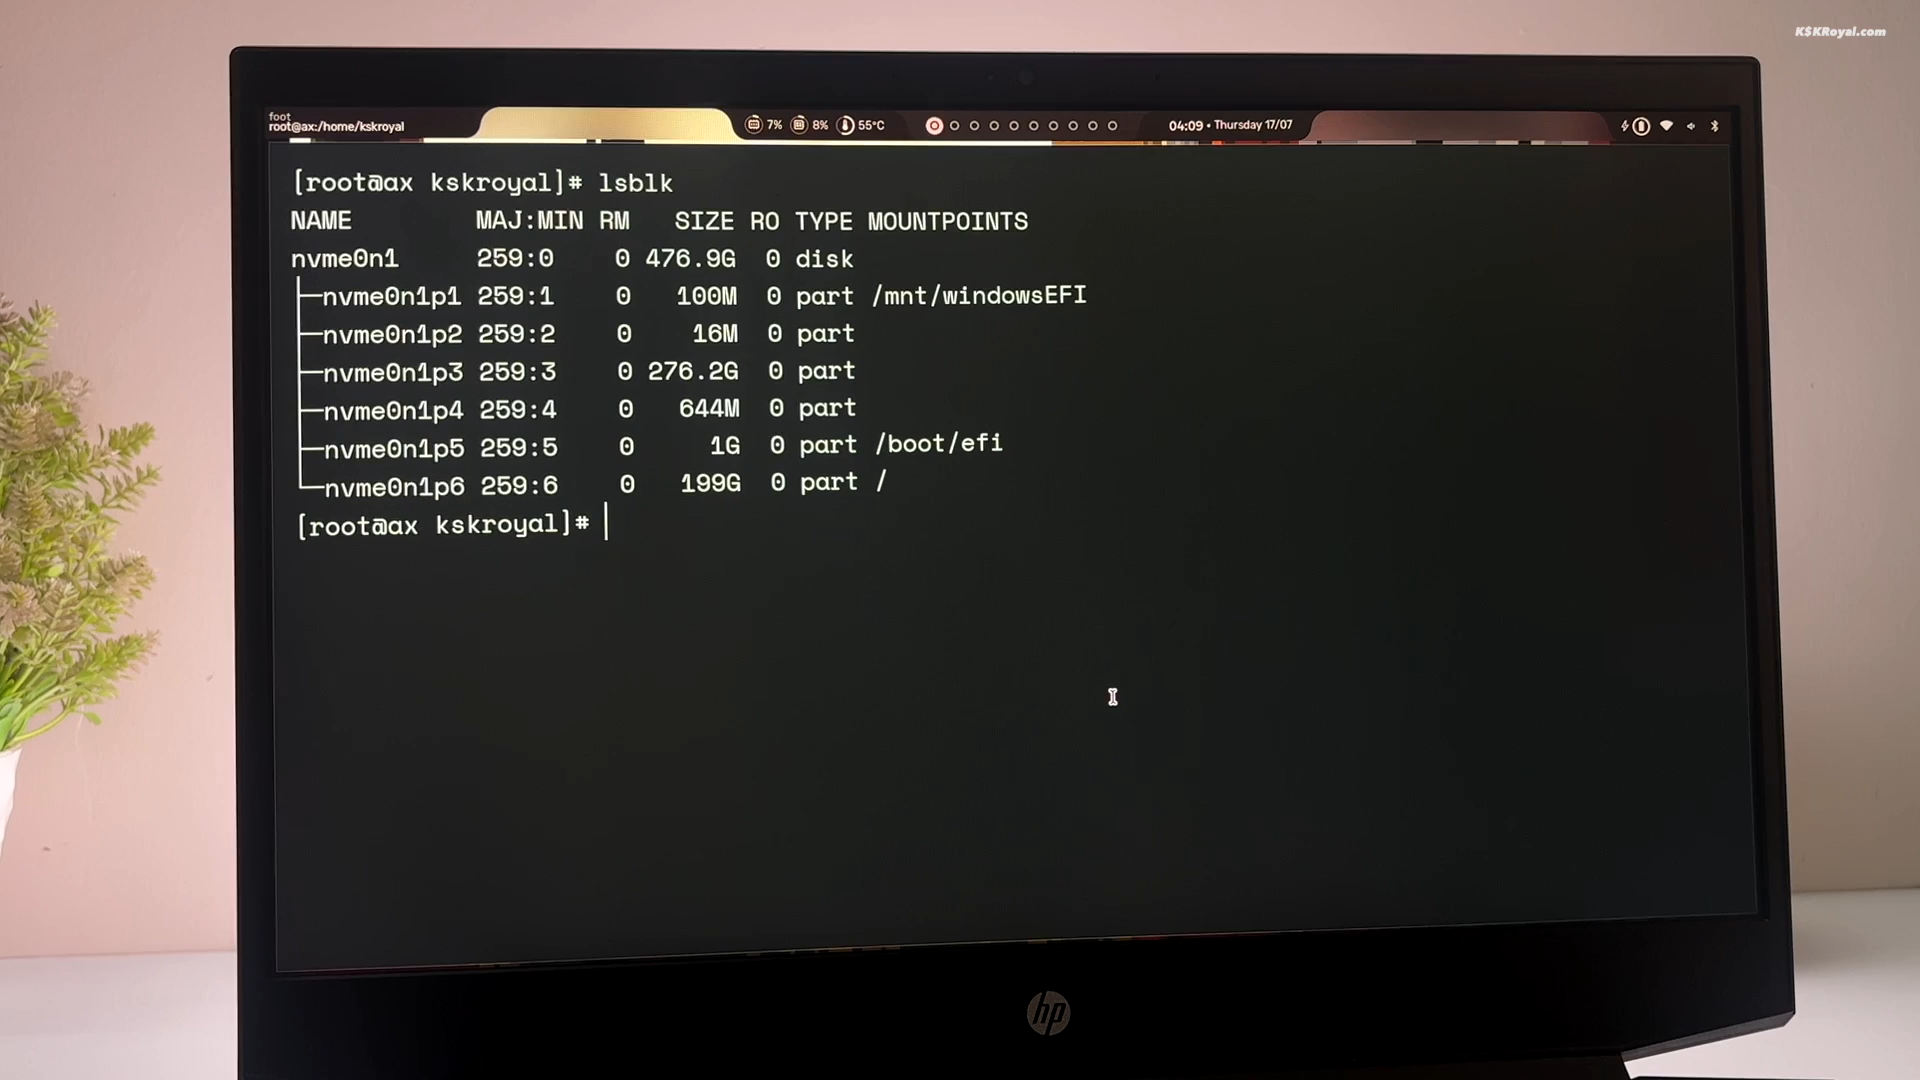 K$KRoyal.com
foot
root@ax:/home/kskroyal
7% 8% 55°C 04:09 • Thursday 17/07
[root@ax kskroyal]# lsblk
NAME MAJ:MIN RM SIZE RO TYPE MOUNTPOINTS
nvme0n1 259:0 0 476.9G 0 disk
├─nvme0n1p1 259:1 0 100M 0 part /mnt/windowsEFI
├─nvme0n1p2 259:2 0 16M 0 part
├─nvme0n1p3 259:3 0 276.2G 0 part
├─nvme0n1p4 259:4 0 644M 0 part
├─nvme0n1p5 259:5 0 1G 0 part /boot/efi
└─nvme0n1p6 259:6 0 199G 0 part /
[root@ax kskroyal]#
hp